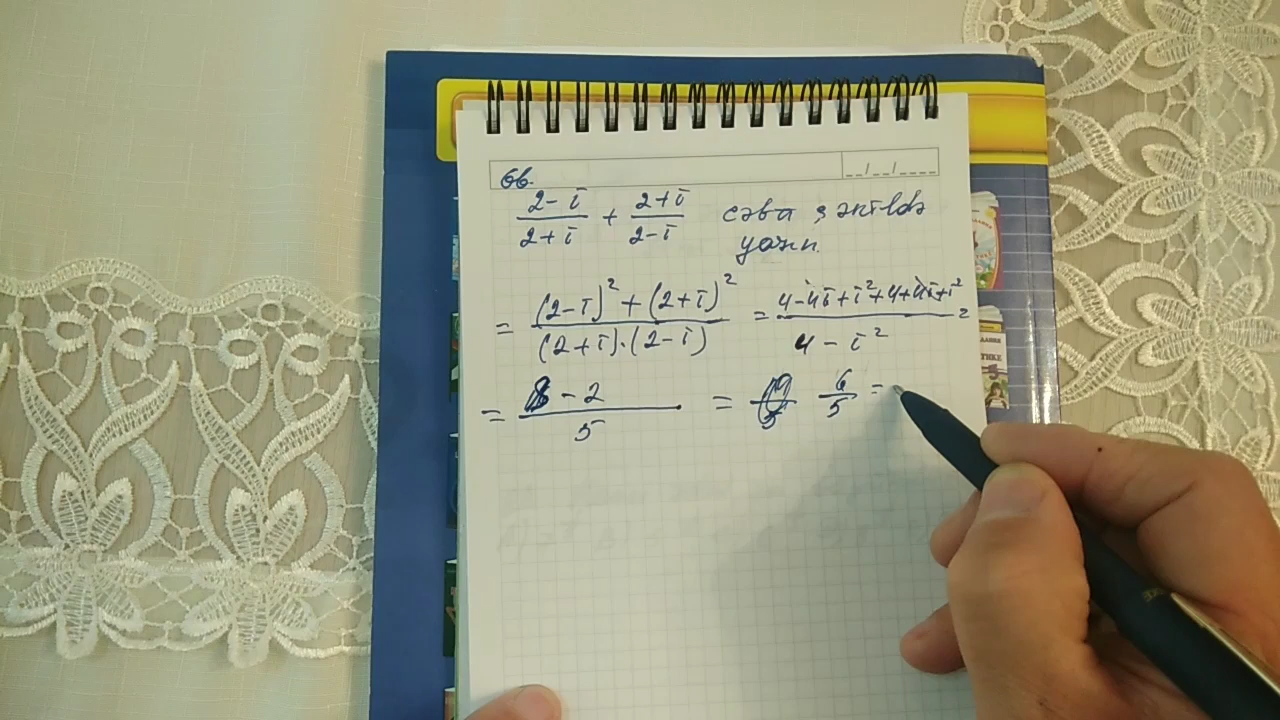 66.
(2-i)/(2+i) + (2+i)/(2-i) cəbri şəkildə
yazın.
= ((2-i)² + (2+i)²)/((2+i)·(2-i)) = (4-4i+i²+4+4i+i²)/(4-i²) =
= (8-2)/5 = 6/5 =